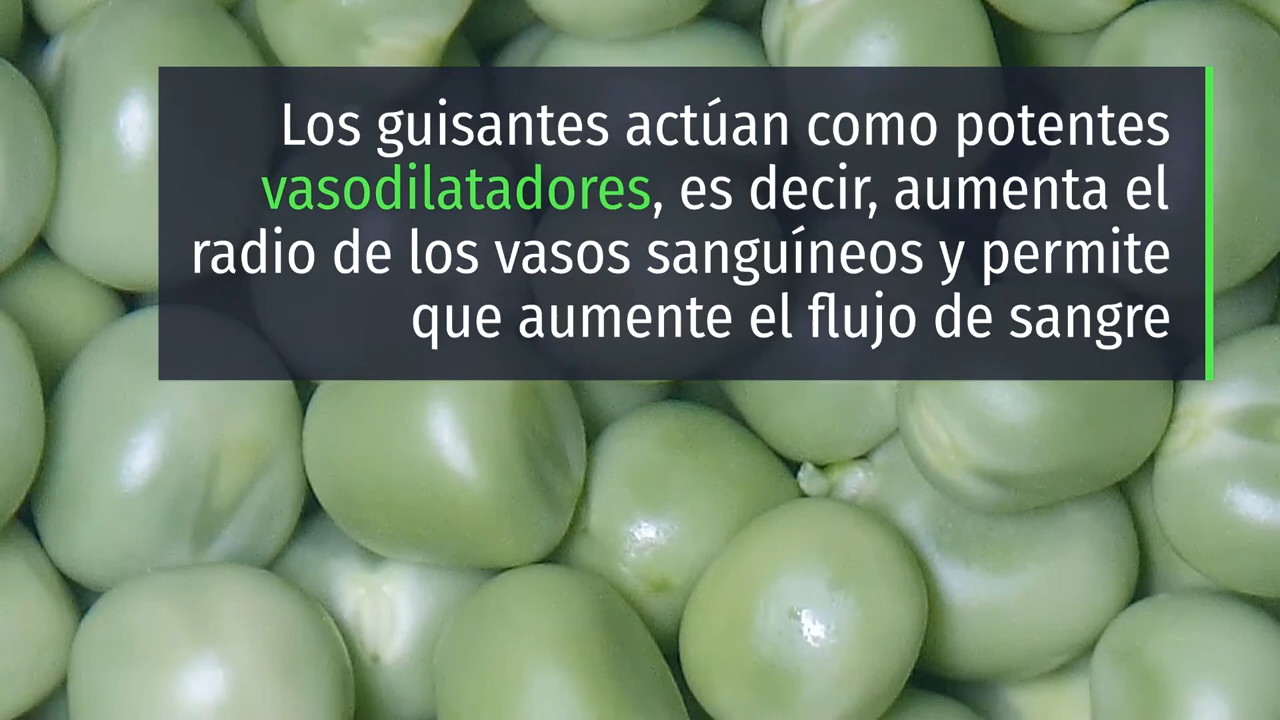 Los guisantes actúan como potentes
vasodilatadores, es decir, aumenta el
radio de los vasos sanguíneos y permite
que aumente el flujo de sangre